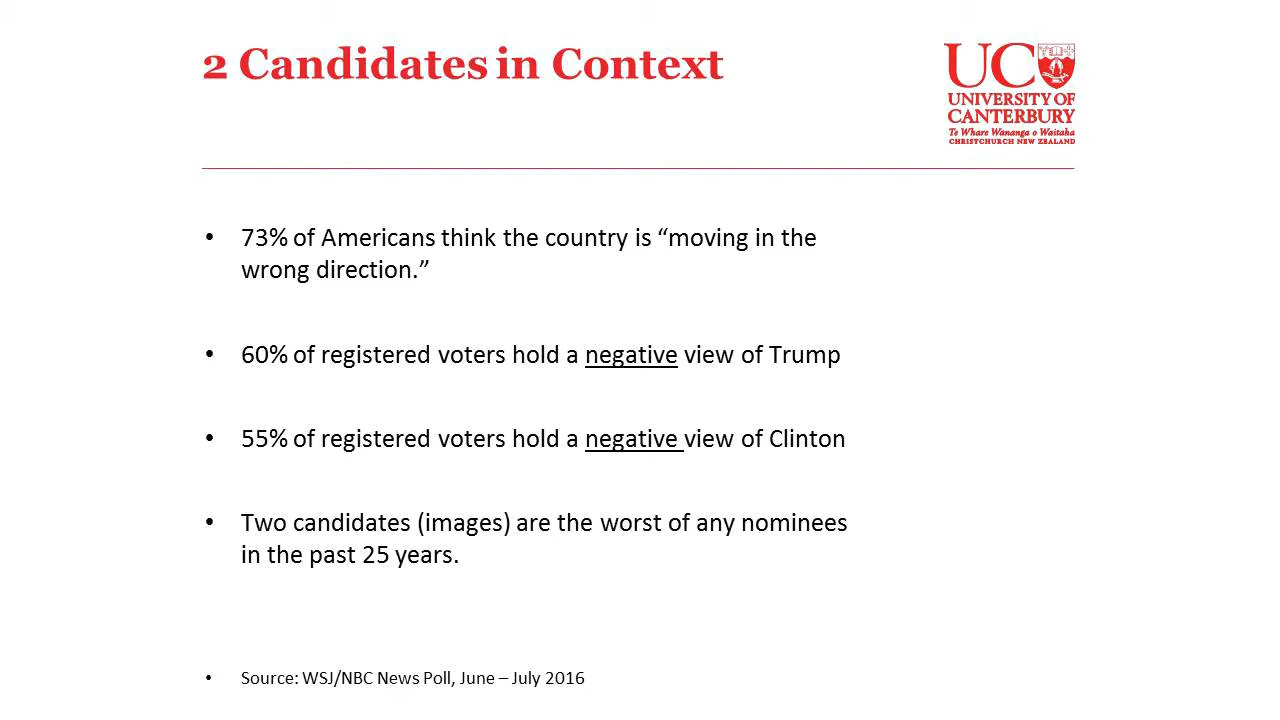 2 Candidates in Context
UC
UNIVERSITY OF
CANTERBURY
Te Whare Wananga o Waitaha
CHRISTCHURCH NEW ZEALAND
• 73% of Americans think the country is “moving in the
wrong direction.”
• 60% of registered voters hold a negative view of Trump
• 55% of registered voters hold a negative view of Clinton
• Two candidates (images) are the worst of any nominees
in the past 25 years.
• Source: WSJ/NBC News Poll, June – July 2016